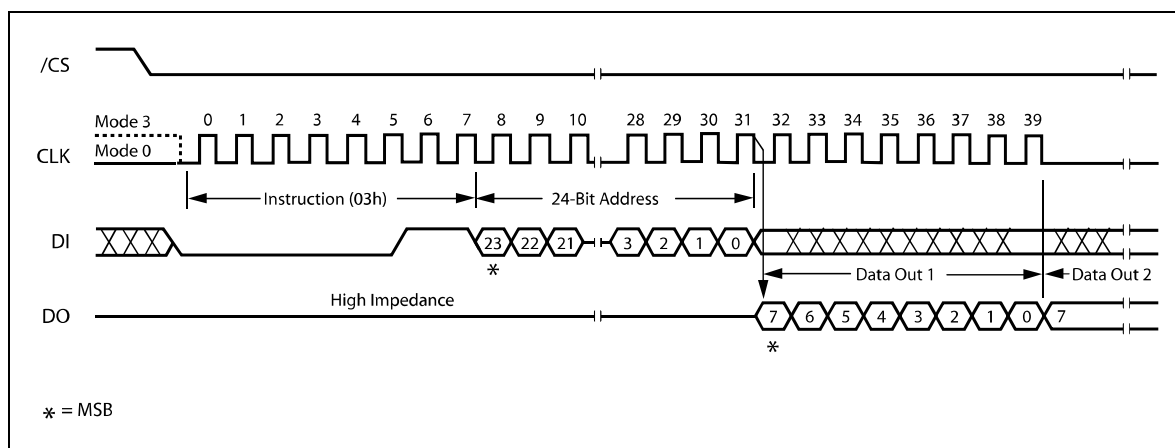 /CS
Mode 3
0 1 2 3 4 5 6 7 8 9 10 28 29 30 31 32 33 34 35 36 37 38 39
CLK
Mode 0
Instruction (03h) 24-Bit Address
DI
23 22 21 3 2 1 0
*
Data Out 1 Data Out 2
High Impedance
DO
7 6 5 4 3 2 1 0 7
*
* = MSB